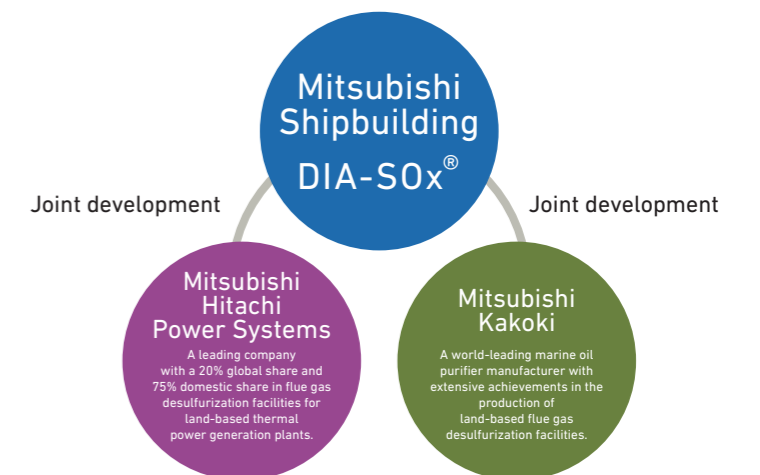 Mitsubishi
Shipbuilding
DIA-SOx®
Joint development
Joint development
Mitsubishi
Hitachi
Power Systems
A leading company
with a 20% global share and
75% domestic share in flue gas
desulfurization facilities for
land-based thermal
power generation plants.
Mitsubishi
Kakoki
A world-leading marine oil
purifier manufacturer with
extensive achievements in the
production of
land-based flue gas
desulfurization facilities.